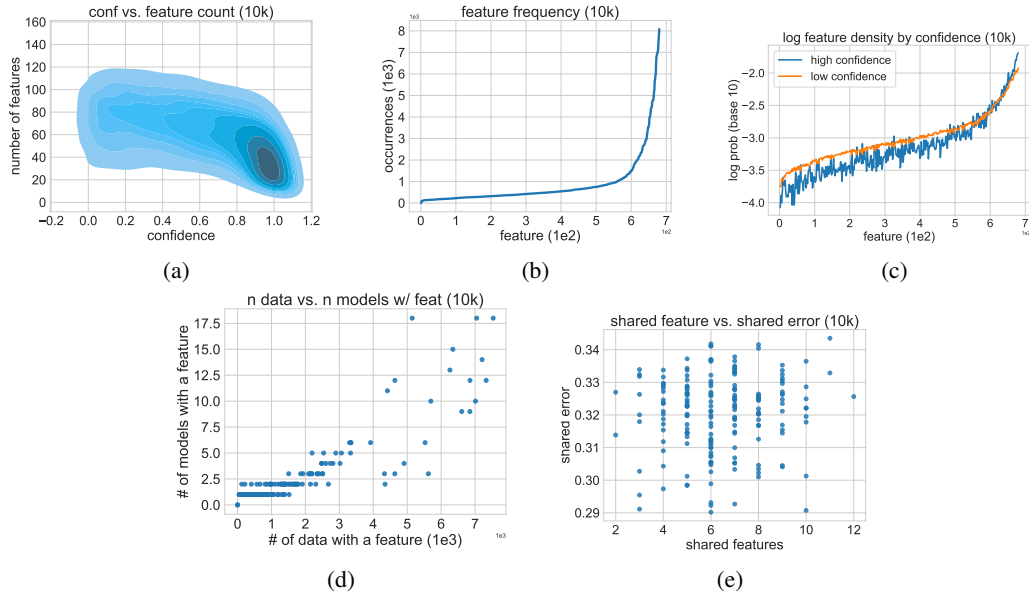 conf vs. feature count (10k)
160
140
120
100
80
60
40
20
0
number of features
−0.2 0.0 0.2 0.4 0.6 0.8 1.0 1.2
confidence
(a)
feature frequency (10k)
1e3
8
7
6
5
4
3
2
1
0
occurrences (1e3)
0 1 2 3 4 5 6 7
1e2
feature (1e2)
(b)
log feature density by confidence (10k)
high confidence
low confidence
−2.0
−2.5
−3.0
−3.5
−4.0
log prob (base 10)
0 1 2 3 4 5 6 7
1e2
feature (1e2)
(c)
n data vs. n models w/ feat (10k)
17.5
15.0
12.5
10.0
7.5
5.0
2.5
0.0
# of models with a feature
0 1 2 3 4 5 6 7
1e3
# of data with a feature (1e3)
(d)
shared feature vs. shared error (10k)
0.34
0.33
0.32
0.31
0.30
0.29
shared error
2 4 6 8 10 12
shared features
(e)